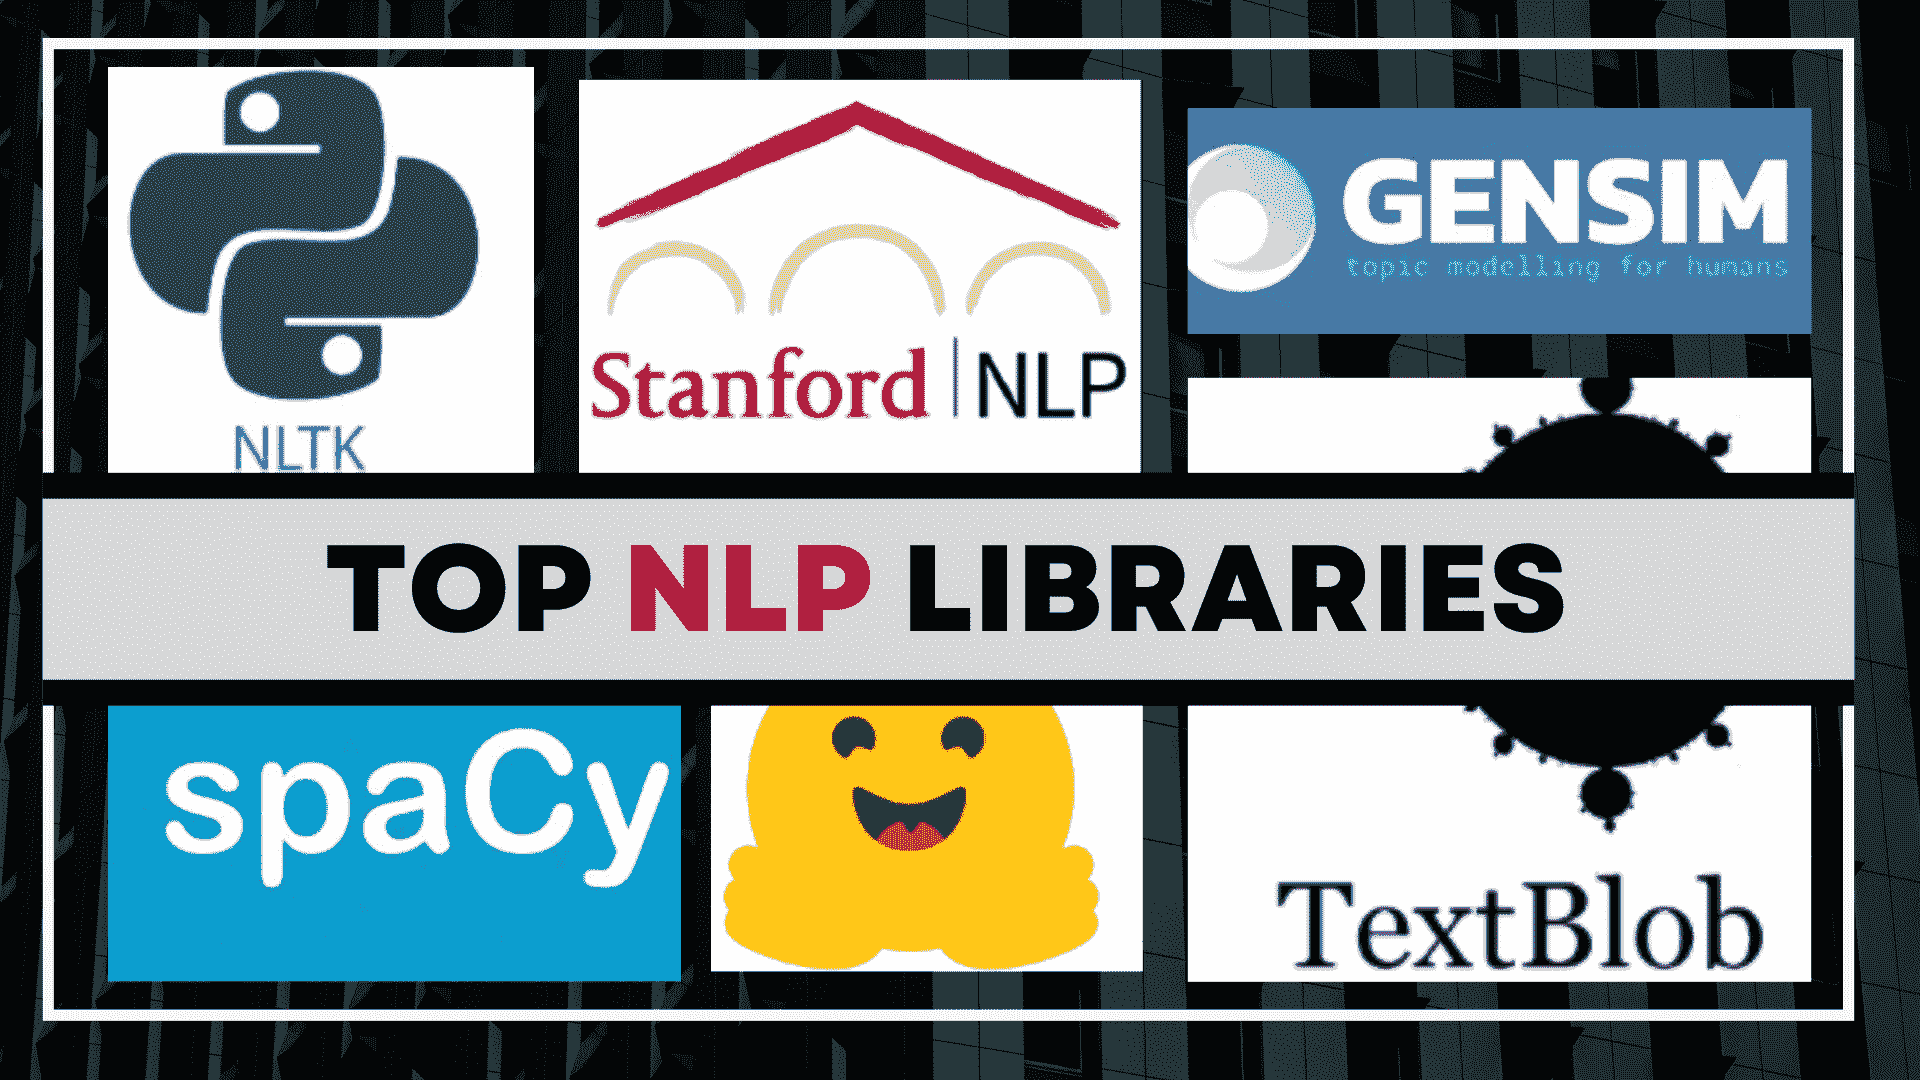 NLTK
Stanford | NLP
GENSIM
topic modelling for humans
TOP NLP LIBRARIES
spaCy
TextBlob